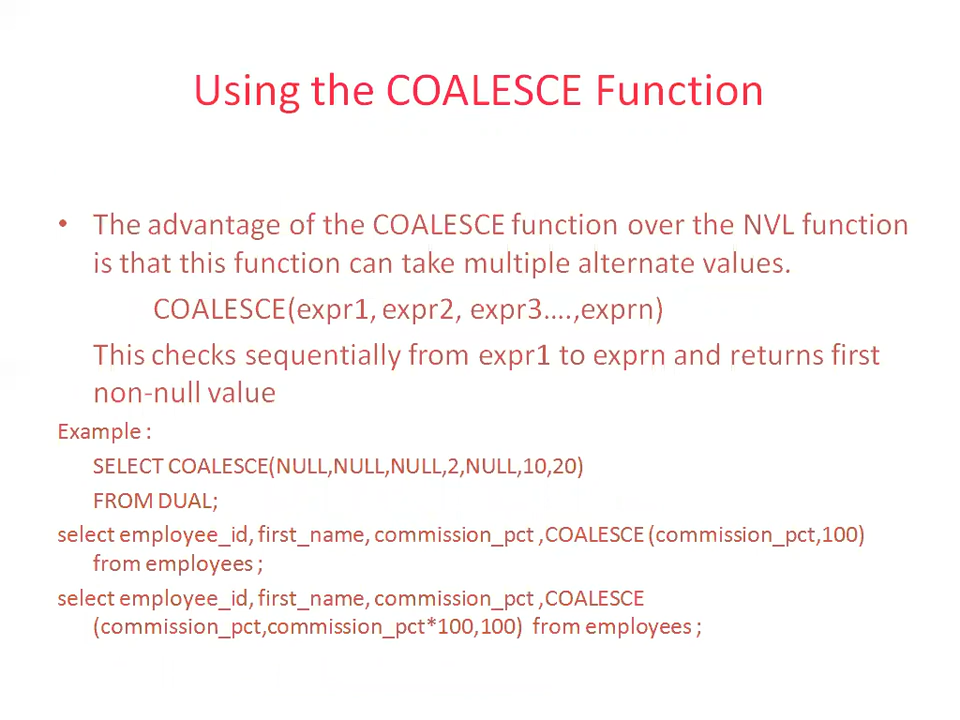 Using the COALESCE Function
• The advantage of the COALESCE function over the NVL function
is that this function can take multiple alternate values.
COALESCE(expr1, expr2, expr3….,exprn)
This checks sequentially from expr1 to exprn and returns first
non-null value
Example :
SELECT COALESCE(NULL,NULL,NULL,2,NULL,10,20)
FROM DUAL;
select employee_id, first_name, commission_pct ,COALESCE (commission_pct,100)
from employees ;
select employee_id, first_name, commission_pct ,COALESCE
(commission_pct,commission_pct*100,100) from employees ;